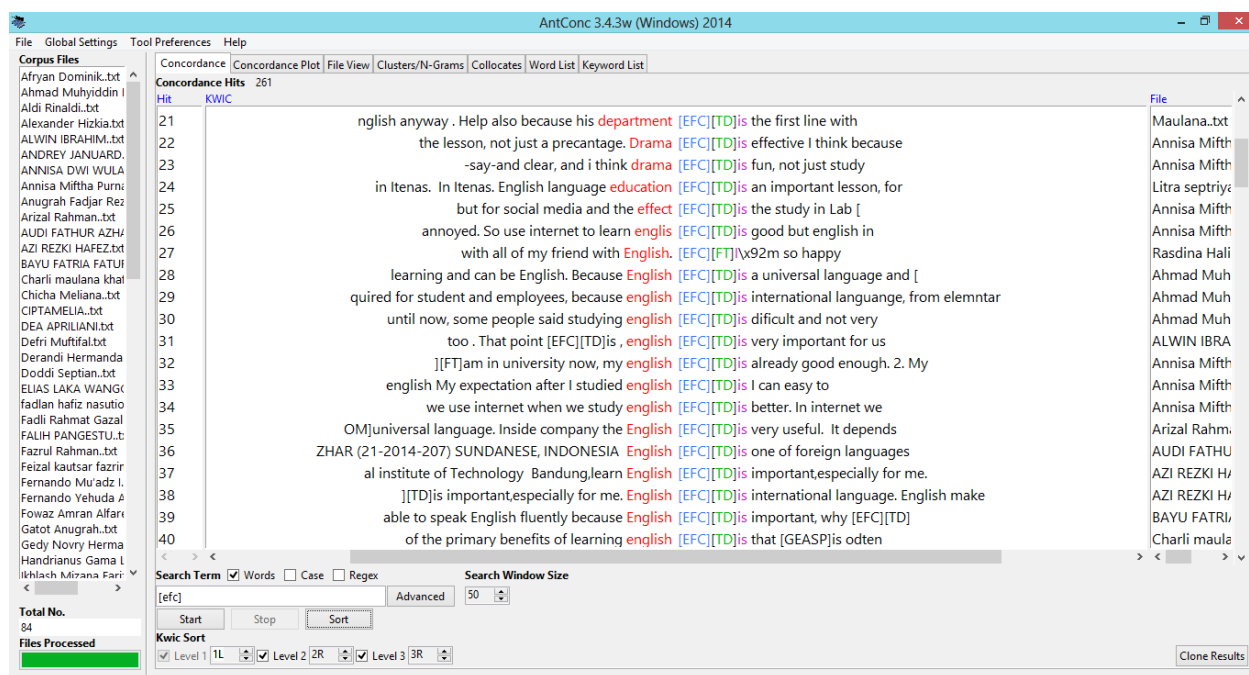 AntConc 3.4.3w (Windows) 2014
File Global Settings Tool Preferences Help
Corpus Files
Afryan Dominik..txt
Ahmad Muhyiddin I
Aldi Rinaldi..txt
Alexander Hizkia.txt
ALWIN IBRAHIM..txt
ANDREY JANUARD.
ANNISA DWI WULA
Annisa Miftha Purna
Anugrah Fadjar Rez
Arizal Rahman..txt
AUDI FATHUR AZHA
AZI REZKI HAFEZ.txt
BAYU FATRIA FATUR
Charli maulana khat
Chicha Meliana..txt
CIPTAMELIA..txt
DEA APRILIANI.txt
Defri Muftifal.txt
Derandi Hermanda
Doddi Septian..txt
ELIAS LAKA WANGG
fadlan hafiz nasutio
Fadli Rahmat Gazal
FALIH PANGESTU..t
Fazrul Rahman..txt
Feizal kautsar fazrir
Fernando Mu'adz I.
Fernando Yehuda A
Fowaz Amran Alfare
Gatot Anugrah..txt
Gedy Novry Herma
Handrianus Gama L
Ikhlash Mizana Fari
Total No.
84
Files Processed
Concordance Concordance Plot File View Clusters/N-Grams Collocates Word List Keyword List
Concordance Hits 261
Hit KWIC File
21 nglish anyway . Help also because his department [EFC][TD]is the first line with Maulana..txt
22 the lesson, not just a precantage. Drama [EFC][TD]is effective I think because Annisa Mifth
23 -say-and clear, and i think drama [EFC][TD]is fun, not just study Annisa Mifth
24 in Itenas. In Itenas. English language education [EFC][TD]is an important lesson, for Litra septriya
25 but for social media and the effect [EFC][TD]is the study in Lab [ Annisa Mifth
26 annoyed. So use internet to learn englis [EFC][TD]is good but english in Annisa Mifth
27 with all of my friend with English. [EFC][FT]I\x92m so happy Rasdina Hali
28 learning and can be English. Because English [EFC][TD]is a universal language and [ Ahmad Muh
29 quired for student and employees, because english [EFC][TD]is international languange, from elemntar Ahmad Muh
30 until now, some people said studying english [EFC][TD]is dificult and not very Ahmad Muh
31 too . That point [EFC][TD]is , english [EFC][TD]is very important for us ALWIN IBRA
32 ][FT]am in university now, my english [EFC][TD]is already good enough. 2. My Annisa Mifth
33 english My expectation after I studied english [EFC][TD]is I can easy to Annisa Mifth
34 we use internet when we study english [EFC][TD]is better. In internet we Annisa Mifth
35 OM]universal language. Inside company the English [EFC][TD]is very useful. It depends Arizal Rahma
36 ZHAR (21-2014-207) SUNDANESE, INDONESIA English [EFC][TD]is one of foreign languages AUDI FATHU
37 al institute of Technology Bandung,learn English [EFC][TD]is important,especially for me. AZI REZKI HA
38 ][TD]is important,especially for me. English [EFC][TD]is international language. English make AZI REZKI HA
39 able to speak English fluently because English [EFC][TD]is important, why [EFC][TD] BAYU FATRIA
40 of the primary benefits of learning english [EFC][TD]is that [GEASP]is odten Charli maula
Search Term Words Case Regex Search Window Size
[efc] Advanced 50
Start Stop Sort
Kwic Sort
Level 1 1L Level 2 2R Level 3 3R Clone Results